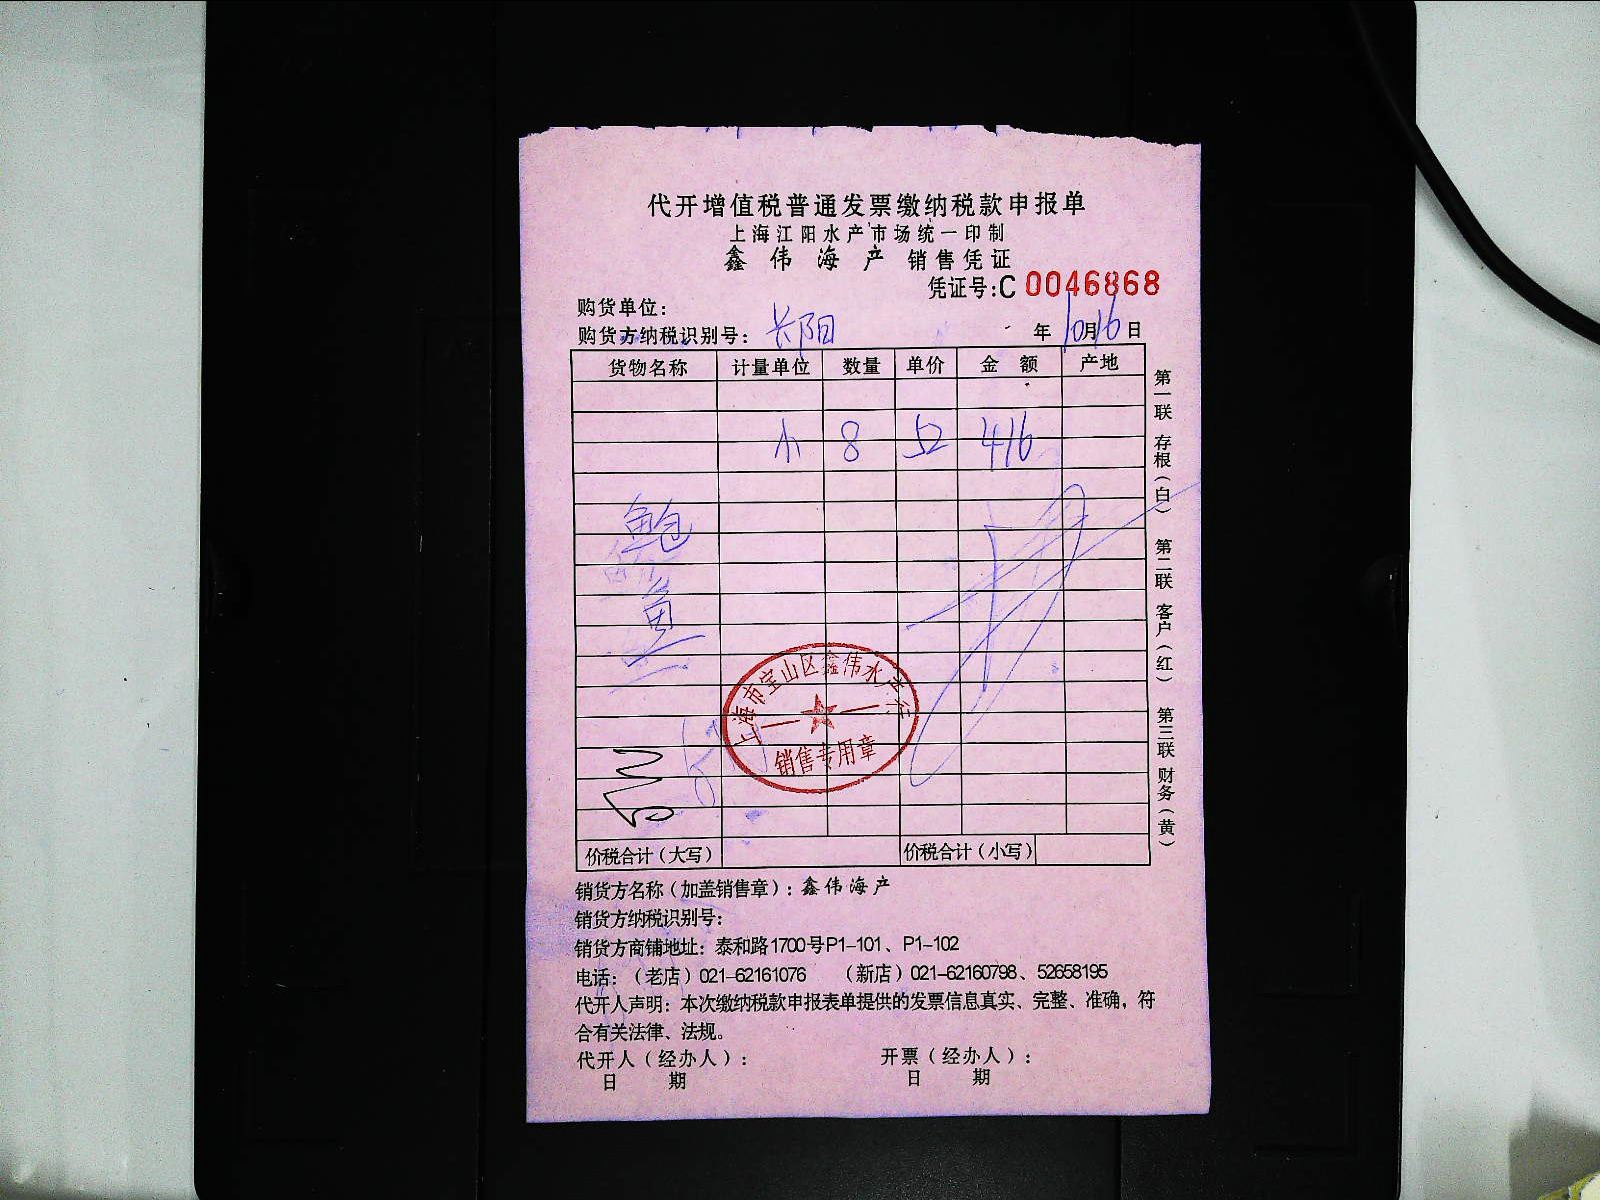 代开增值税普通发票缴纳税款申报单
上海江阳水产市场统一印制
鑫伟海产 销售凭证
凭证号:C 0046868
购货单位:
购货方纳税识别号: 长阳 年 10月16日
货物名称 计量单位 数量 单价 金额 产地
小 8 52 416
鲍
鱼
上海市宝山区鑫伟水产行
销售专用章
价税合计（大写） 价税合计（小写）
第一联 存根（白） 第二联 客户（红） 第三联 财务（黄）
销货方名称（加盖销售章）: 鑫伟海产
销货方纳税识别号:
销货方商铺地址: 泰和路1700号P1-101、P1-102
电话:（老店）021-62161076 （新店）021-62160798、52658195
代开人声明: 本次缴纳税款申报表单提供的发票信息真实、完整、准确，符
合有关法律、法规。
代开人（经办人）: 开票（经办人）:
日期 日期